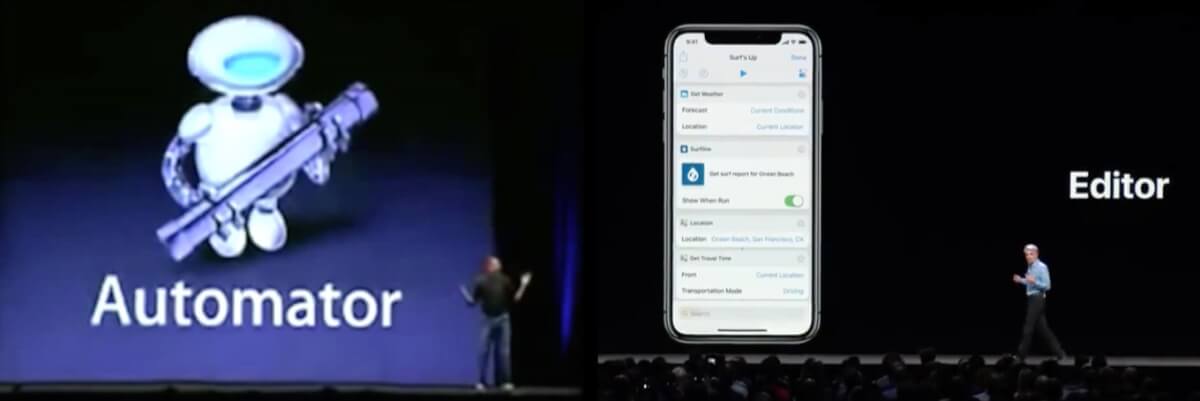 Automator
9:41
Surf's Up
Done
Get Weather
Forecast
Current Conditions
Location
Current Location
Surfline
Get surf report for Ocean Beach
Show When Run
Location
Location
Ocean Beach, San Francisco, CA
Get Travel Time
From
Current Location
Transportation Mode
Driving
Search
Editor